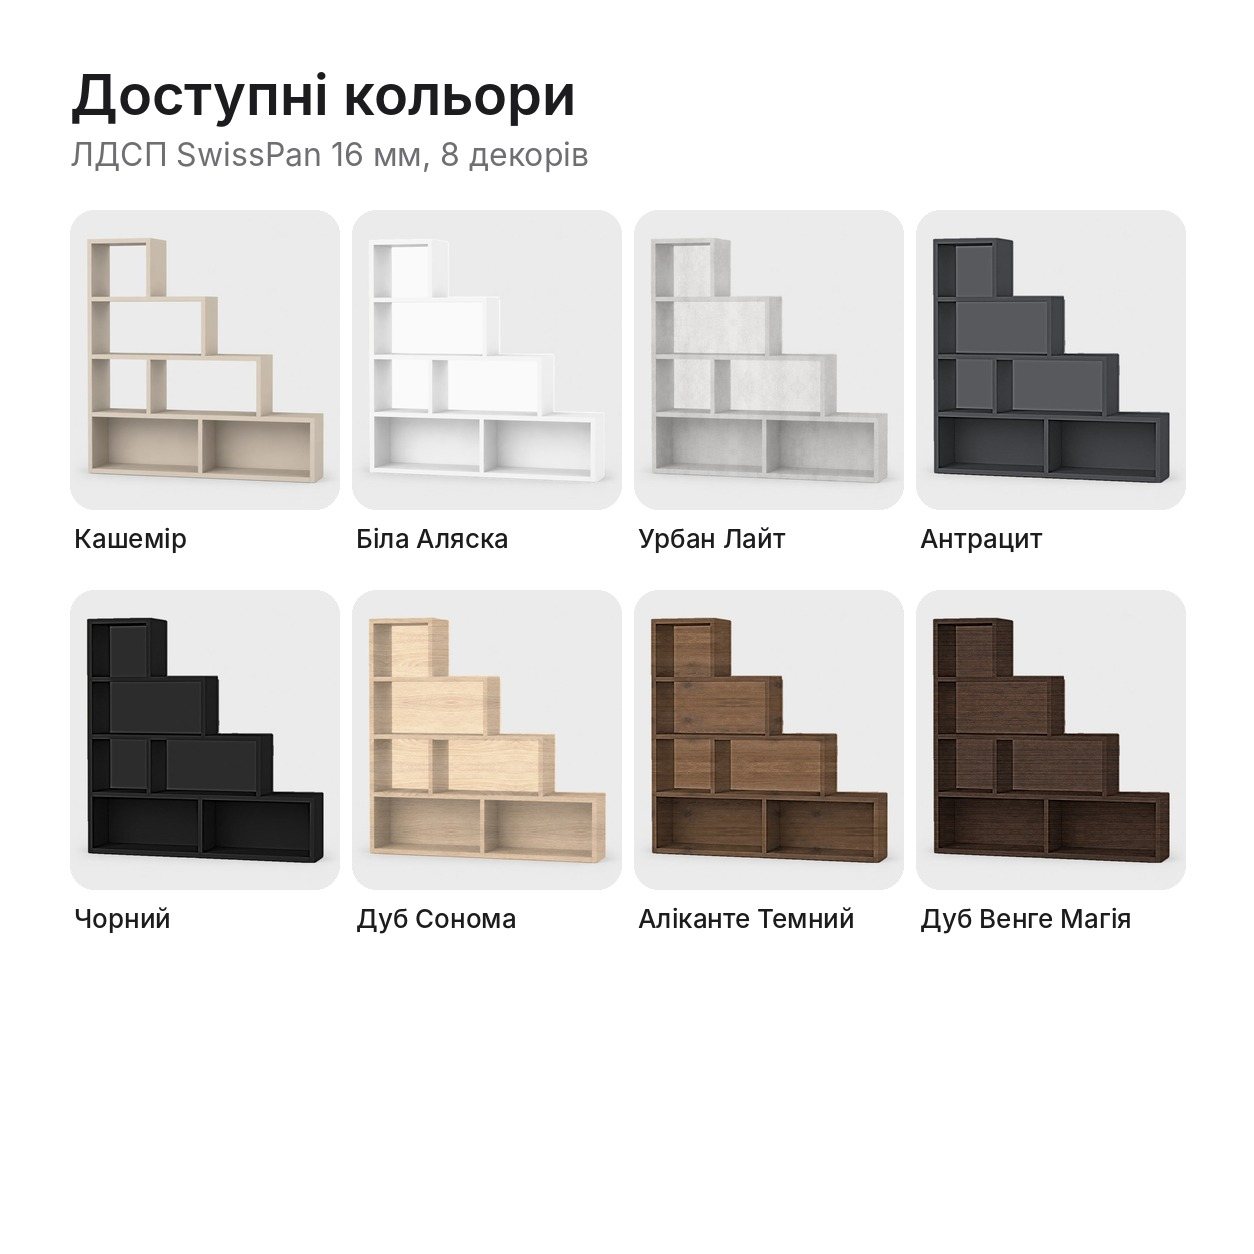 Доступні кольори
ЛДСП SwissPan 16 мм, 8 декорів
Кашемір
Біла Аляска
Урбан Лайт
Антрацит
Чорний
Дуб Сонома
Аліканте Темний
Дуб Венге Магія